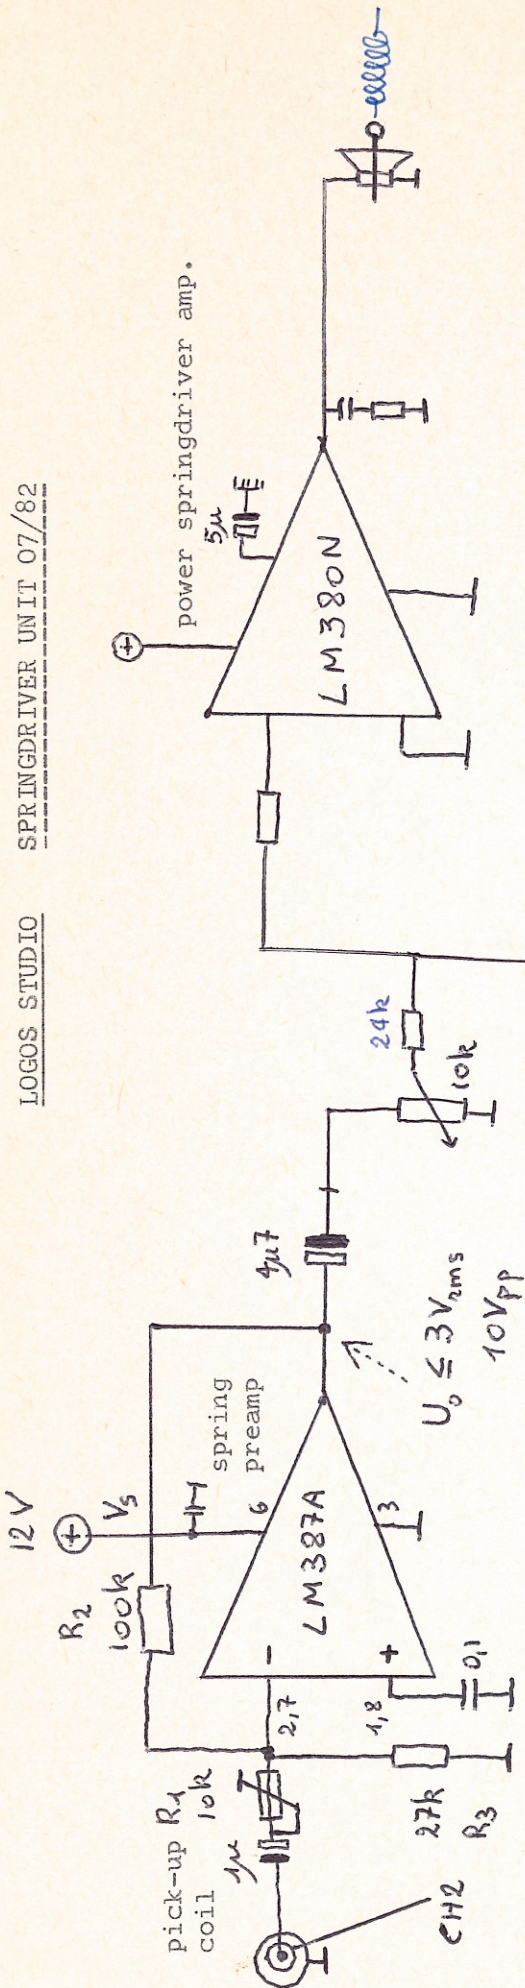 LOGOS STUDIO SPRINGDRIVER UNIT 07/82
12V
Vs
R2
100k
pick-up
coil
R1
10k
1µ
2,7
1,8
-
+
6
3
LM387A
spring
preamp
0,1
27k
R3
CH2
4µ7
U0 ≤ 3Vrms
10Vpp
10k
24k
+
5µ
power springdriver amp.
LM380N